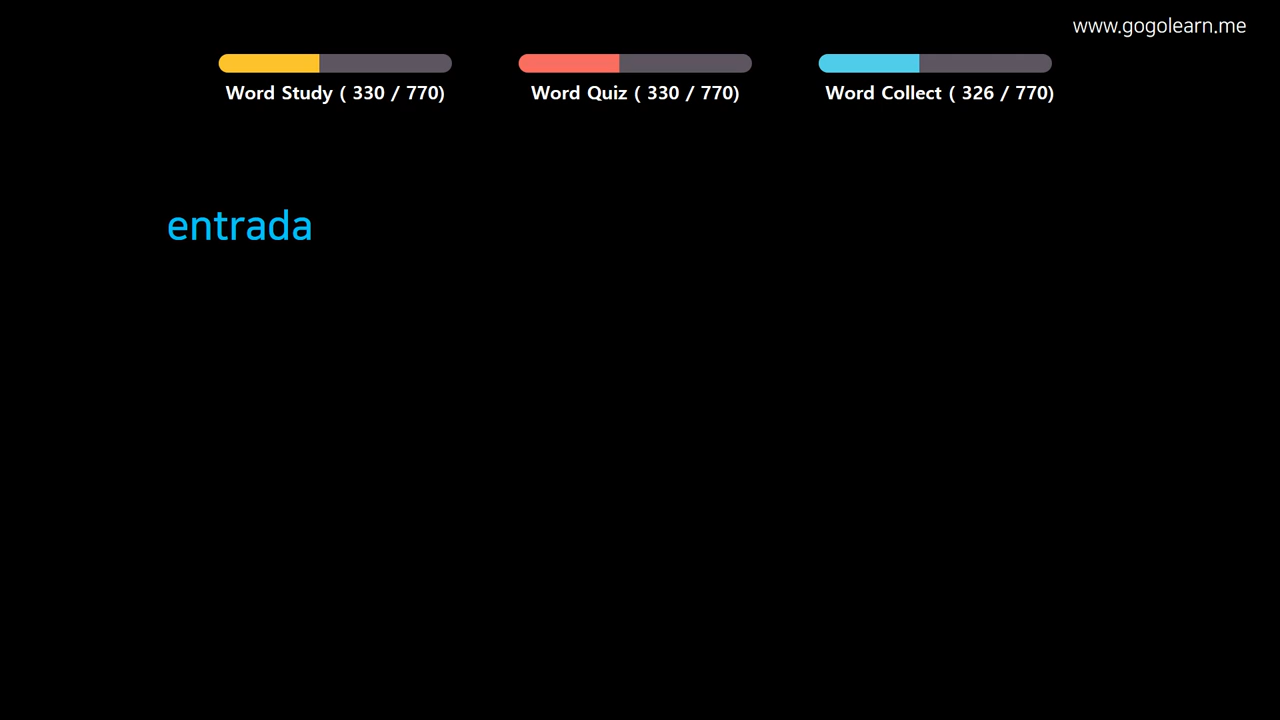 www.gogolearn.me
Word Study ( 330 / 770)
Word Quiz ( 330 / 770)
Word Collect ( 326 / 770)
entrada